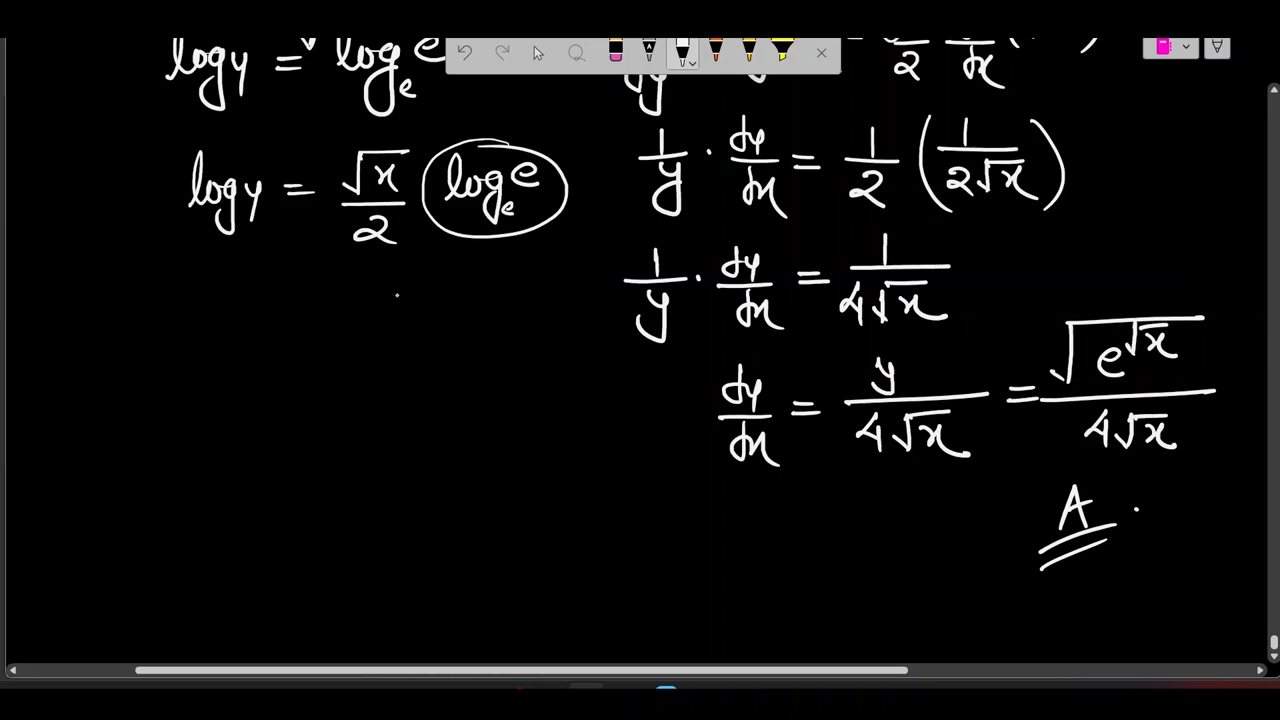 log y = log_e e
log y = √x/2 log_e e
1/y · dy/dx = 1/2 (1/2√x)
1/y · dy/dx = 1/4√x
dy/dx = y/4√x = √e^√x/4√x
A